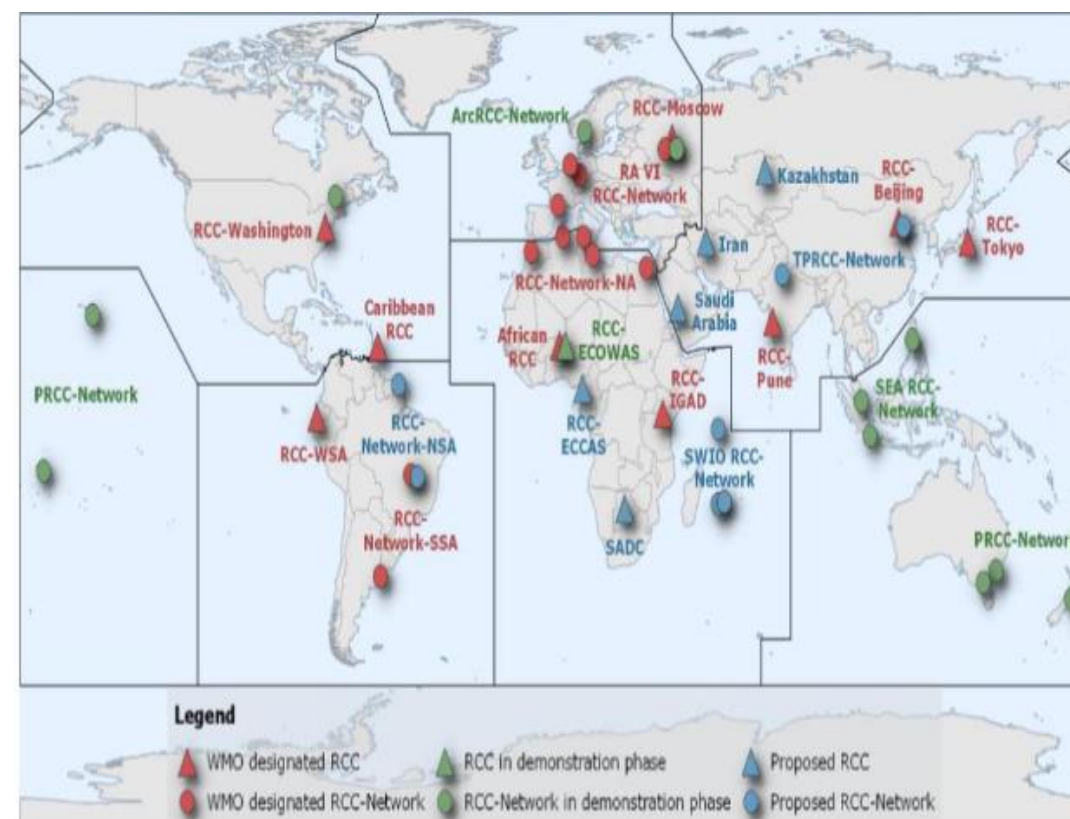 ArcRCC-Network
RCC-Moscow
RA VI
RCC-Network
Kazakhstan
RCC-
Beijing
RCC-Washington
RCC-
Tokyo
Iran
TPRCC-Network
RCC-Network-NA
Saudi
Arabia
Caribbean
RCC
African
RCC
RCC-
ECOWAS
RCC-
Pune
RCC-
IGAD
PRCC-Network
SEA RCC-
Network
RCC-WSA
RCC-
Network-NSA
RCC-
ECCAS
SWIO RCC-
Network
RCC-
Network-SSA
SADC
PRCC-Networ
Legend
WMO designated RCC
RCC in demonstration phase
Proposed RCC
WMO designated RCC-Network
RCC-Network in demonstration phase
Proposed RCC-Network